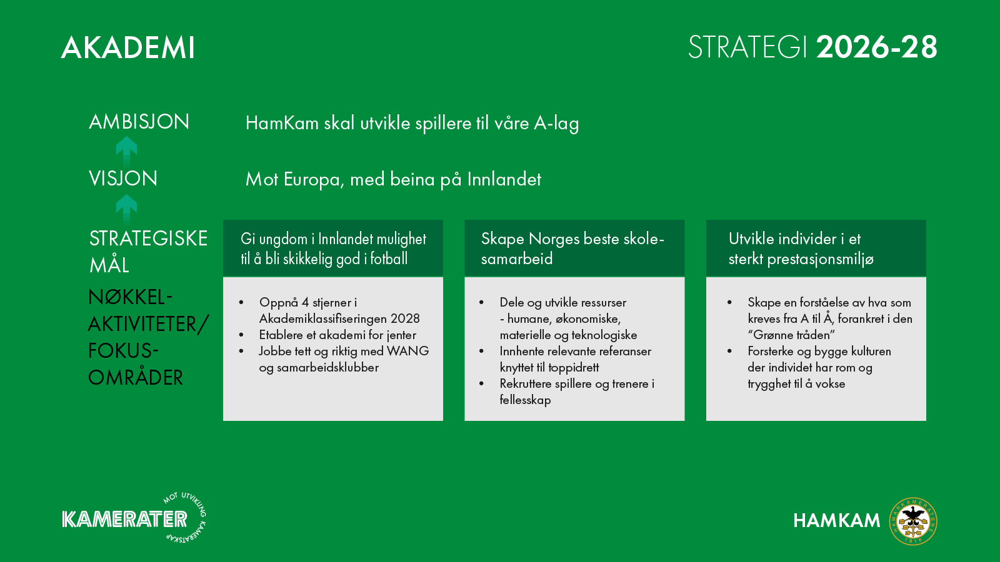 AKADEMI
STRATEGI 2026-28
AMBISJON
HamKam skal utvikle spillere til våre A-lag
VISJON
Mot Europa, med beina på Innlandet
STRATEGISKE
MÅL
Gi ungdom i Innlandet mulighet
til å bli skikkelig god i fotball
Skape Norges beste skole-
samarbeid
Utvikle individer i et
sterkt prestasjonsmiljø
NØKKEL-
AKTIVITETER/
FOKUS-
OMRÅDER
• Oppnå 4 stjerner i
Akademiklassifiseringen 2028
• Etablere et akademi for jenter
• Jobbe tett og riktig med WANG
og samarbeidsklubber
• Dele og utvikle ressurser
- humane, økonomiske,
materielle og teknologiske
• Innhente relevante referanser
knyttet til toppidrett
• Rekruttere spillere og trenere i
fellesskap
• Skape en forståelse av hva som
kreves fra A til Å, forankret i den
“Grønne tråden”
• Forsterke og bygge kulturen
der individet har rom og
trygghet til å vokse
KAMERATER
MOT UTVIKLING KAMERATSKAP
HAMKAM
HAMARKAMERATENE
1918